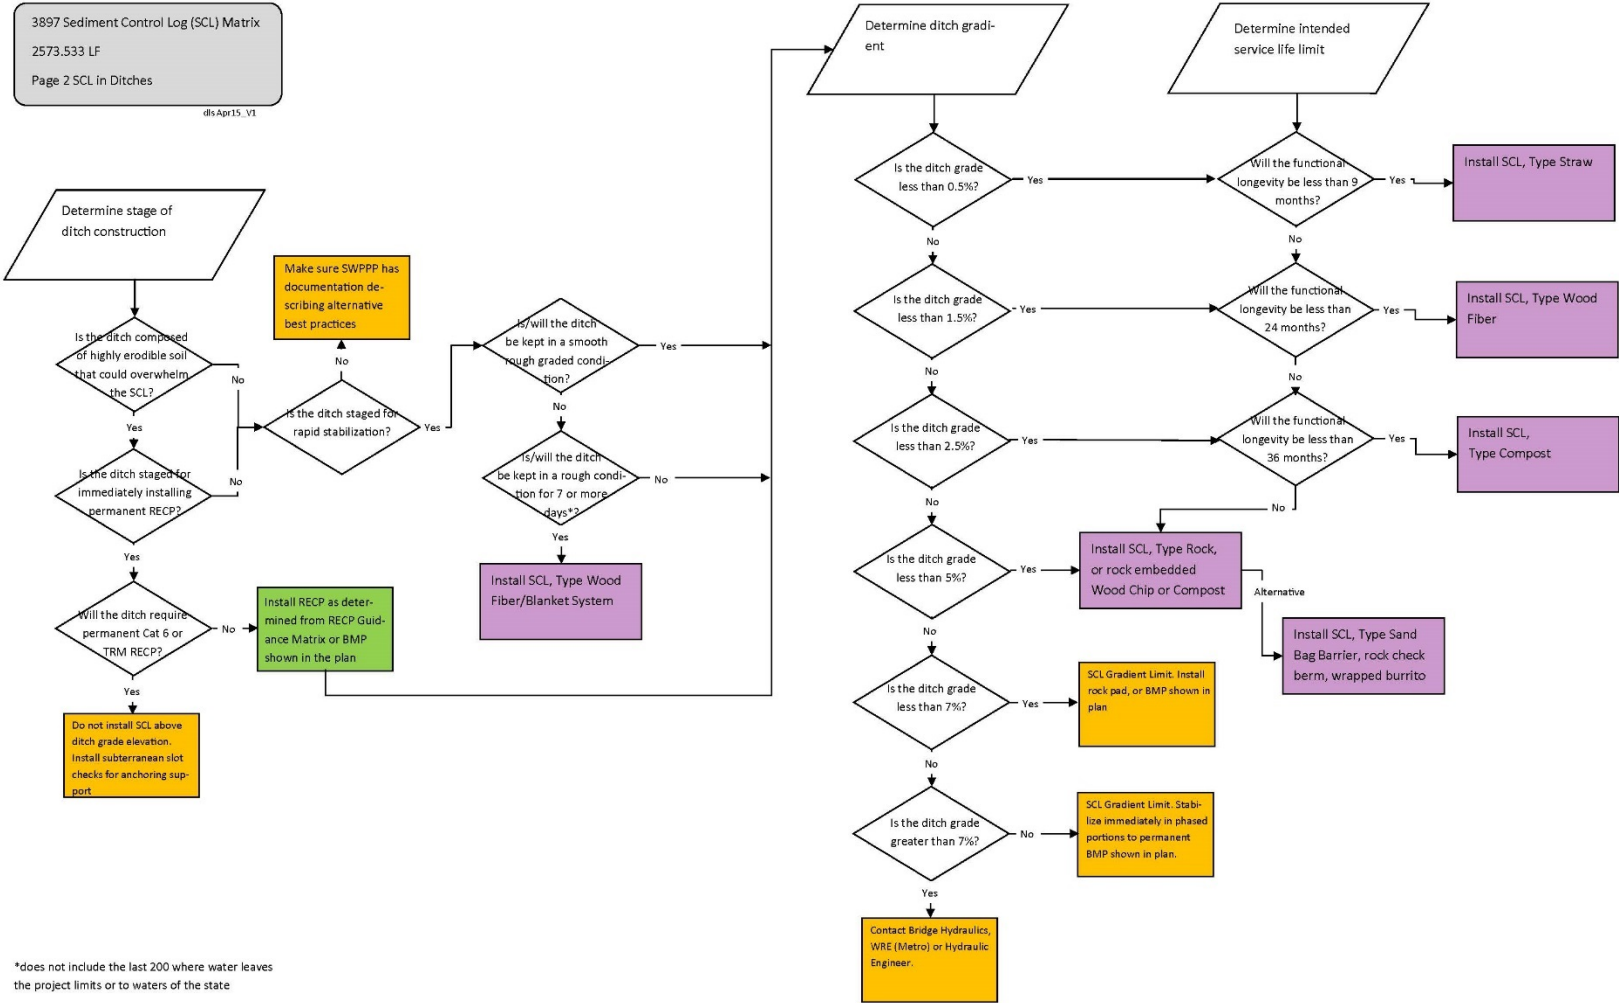 3897 Sediment Control Log (SCL) Matrix
2573.533 LF
Page 2 SCL in Ditches
dlsApr15_V1
Determine stage of
ditch construction
Is the ditch composed
of highly erodible soil
that could overwhelm
the SCL?
No
Yes
Is the ditch staged for
immediately installing
permanent RECP?
No
Yes
Will the ditch require
permanent Cat 6 or
TRM RECP?
No
Yes
Do not install SCL above
ditch grade elevation.
Install subterranean slot
checks for anchoring sup-
port
Install RECP as deter-
mined from RECP Guid-
ance Matrix or BMP
shown in the plan
Make sure SWPPP has
documentation de-
scribing alternative
best practices
No
Is the ditch staged for
rapid stabilization?
Yes
Is/will the ditch
be kept in a smooth
rough graded condi-
tion?
Yes
No
Is/will the ditch
be kept in a rough condi-
tion for 7 or more
days*?
No
Yes
Install SCL, Type Wood
Fiber/Blanket System
Determine ditch gradi-
ent
Is the ditch grade
less than 0.5%?
Yes
No
Is the ditch grade
less than 1.5%?
Yes
No
Is the ditch grade
less than 2.5%?
Yes
No
Is the ditch grade
less than 5%?
Yes
No
Is the ditch grade
less than 7%?
Yes
No
Is the ditch grade
greater than 7%?
No
Yes
Contact Bridge Hydraulics,
WRE (Metro) or Hydraulic
Engineer.
Determine intended
service life limit
Will the functional
longevity be less than 9
months?
Yes
Install SCL, Type Straw
No
Will the functional
longevity be less than
24 months?
Yes
Install SCL, Type Wood
Fiber
No
Will the functional
longevity be less than
36 months?
Yes
Install SCL,
Type Compost
No
Install SCL, Type Rock,
or rock embedded
Wood Chip or Compost
Alternative
Install SCL, Type Sand
Bag Barrier, rock check
berm, wrapped burrito
SCL Gradient Limit. Install
rock pad, or BMP shown in
plan
SCL Gradient Limit. Stabi-
lize immediately in phased
portions to permanent
BMP shown in plan.
*does not include the last 200 where water leaves
the project limits or to waters of the state